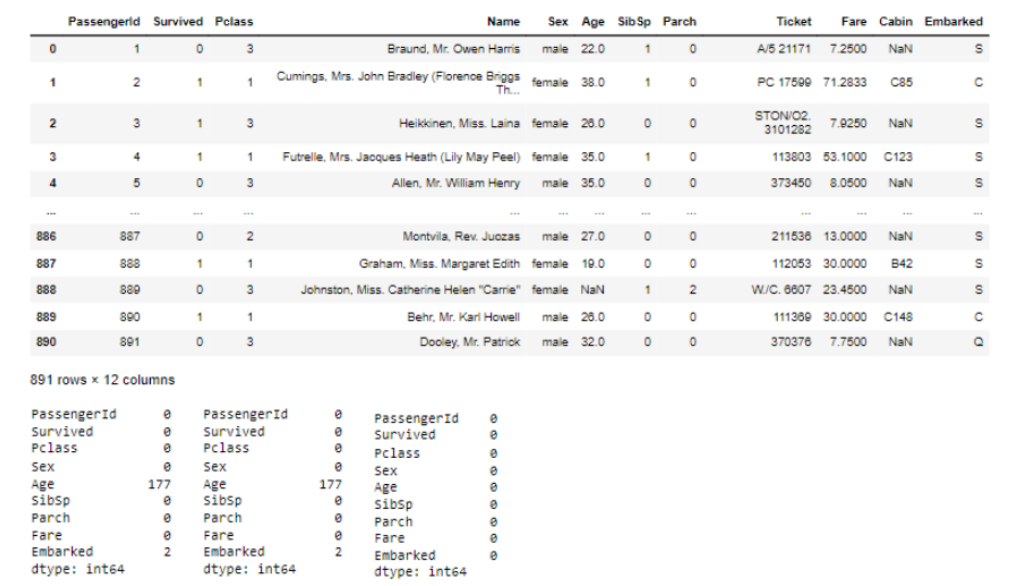 PassengerId Survived Pclass Name Sex Age SibSp Parch Ticket Fare Cabin Embarked
0 1 0 3 Braund, Mr. Owen Harris male 22.0 1 0 A/5 21171 7.2500 NaN S
1 2 1 1 Cumings, Mrs. John Bradley (Florence Briggs Th... female 38.0 1 0 PC 17599 71.2833 C85 C
2 3 1 3 Heikkinen, Miss. Laina female 26.0 0 0 STON/O2. 3101282 7.9250 NaN S
3 4 1 1 Futrelle, Mrs. Jacques Heath (Lily May Peel) female 35.0 1 0 113803 53.1000 C123 S
4 5 0 3 Allen, Mr. William Henry male 35.0 0 0 373450 8.0500 NaN S
... ... ... ... ... ... ... ... ... ... ... ... ...
886 887 0 2 Montvila, Rev. Juozas male 27.0 0 0 211536 13.0000 NaN S
887 888 1 1 Graham, Miss. Margaret Edith female 19.0 0 0 112053 30.0000 B42 S
888 889 0 3 Johnston, Miss. Catherine Helen "Carrie" female NaN 1 2 W./C. 6607 23.4500 NaN S
889 890 1 1 Behr, Mr. Karl Howell male 26.0 0 0 111369 30.0000 C148 C
890 891 0 3 Dooley, Mr. Patrick male 32.0 0 0 370376 7.7500 NaN Q
891 rows × 12 columns
PassengerId 0
Survived 0
Pclass 0
Sex 0
Age 177
SibSp 0
Parch 0
Fare 0
Embarked 2
dtype: int64
PassengerId 0
Survived 0
Pclass 0
Sex 0
Age 177
SibSp 0
Parch 0
Fare 0
Embarked 2
dtype: int64
PassengerId 0
Survived 0
Pclass 0
Sex 0
Age 0
SibSp 0
Parch 0
Fare 0
Embarked 0
dtype: int64